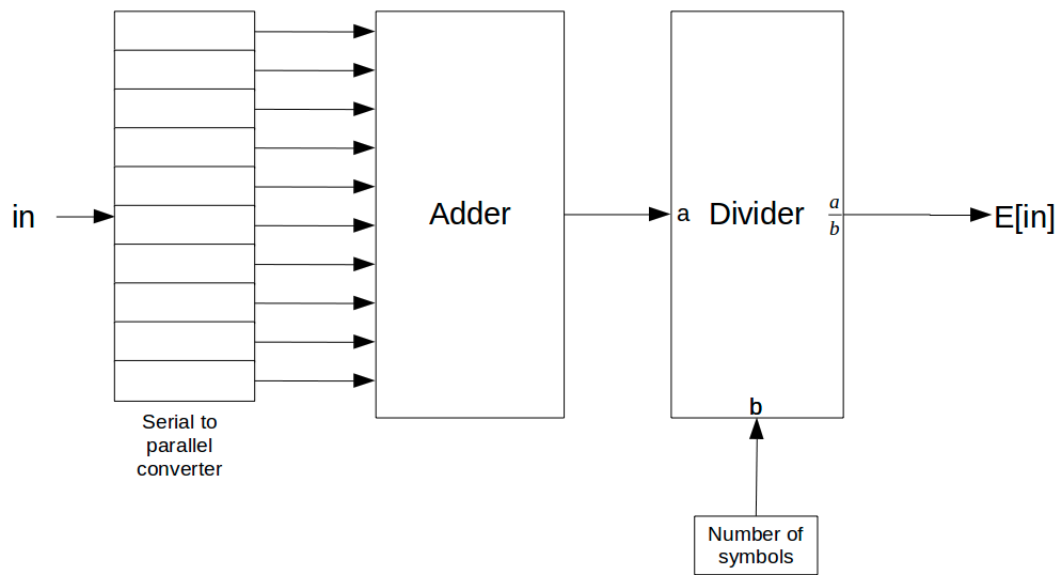 in
Serial to
parallel
converter
Adder
a
Divider
a
b
b
E[in]
Number of
symbols